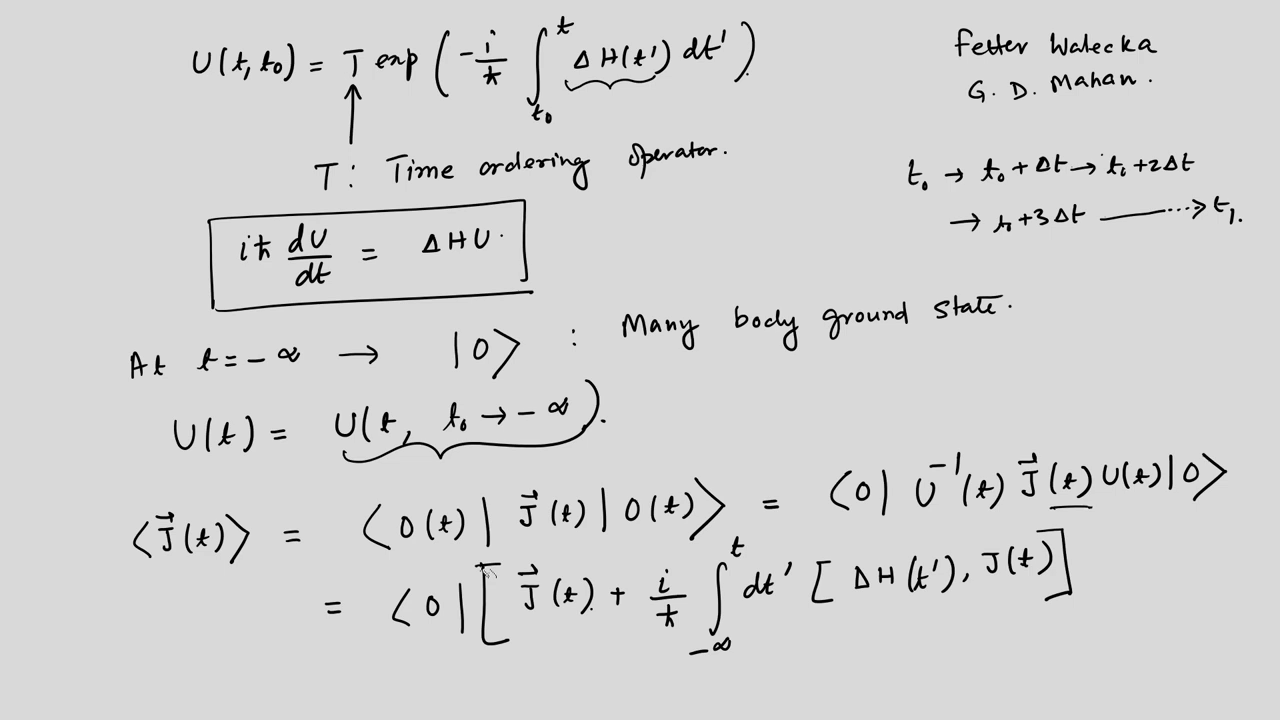 U(t, t₀) = T exp(-i/ħ ∫_{t₀}^{t} ΔH(t') dt')
Fetter Walecka
G. D. Mahan.
T: Time ordering operator.
t₀ → t₀ + Δt → t₀ + 2Δt
→ t₀ + 3Δt ⟶ t₁.
iħ dU/dt = ΔHU.
At t = -∞ → |0⟩ : Many body ground state.
U(t) = U(t, t₀ → -∞).
⟨J⃗(t)⟩ = ⟨0(t)| J⃗(t) |0(t)⟩ = ⟨0| U⁻¹(t) J⃗(t) U(t) |0⟩
= ⟨0| [ J⃗(t) + i/ħ ∫_{-∞}^{t} dt' [ΔH(t'), J(t)]